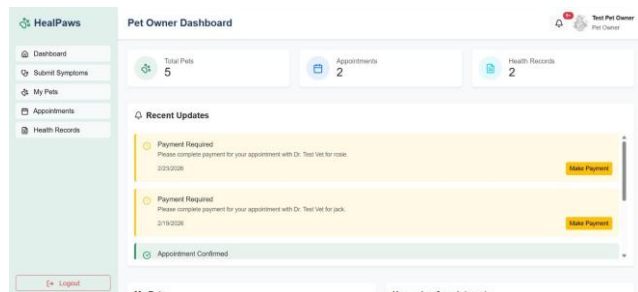 HealPaws
Pet Owner Dashboard
Test Pet Owner
Pet Owner
Dashboard
Submit Symptoms
My Pets
Appointments
Health Records
Total Pets
5
Appointments
2
Health Records
2
Recent Updates
Payment Required
Please complete payment for your appointment with Dr. Test Vet for rosie.
2/23/2026
Make Payment
Payment Required
Please complete payment for your appointment with Dr. Test Vet for jack.
2/19/2026
Make Payment
Appointment Confirmed
Logout